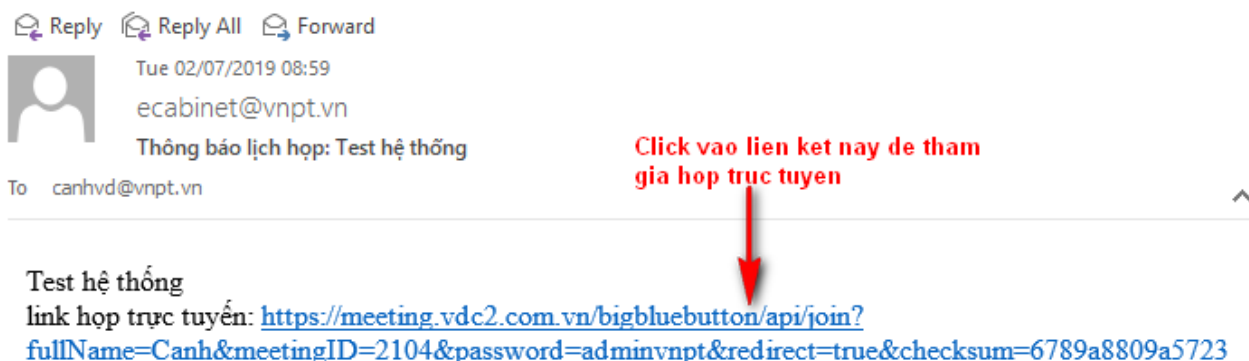 Reply Reply All Forward
Tue 02/07/2019 08:59
ecabinet@vnpt.vn
Thông báo lịch họp: Test hệ thống
Click vao lien ket nay de tham
gia hop truc tuyen
To canhvd@vnpt.vn
Test hệ thống
link họp trực tuyến: https://meeting.vdc2.com.vn/bigbluebutton/api/join?
fullName=Canh&meetingID=2104&password=adminvnpt&redirect=true&checksum=6789a8809a5723